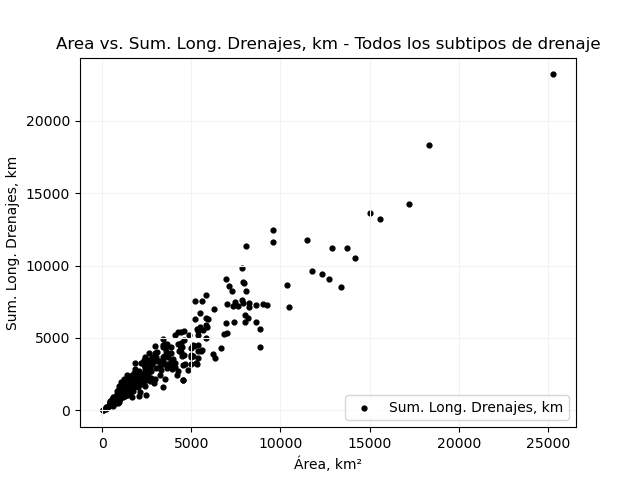 Area vs. Sum. Long. Drenajes, km - Todos los subtipos de drenaje
Sum. Long. Drenajes, km
20000
15000
10000
5000
0
Sum. Long. Drenajes, km
0 5000 10000 15000 20000 25000
Área, km²